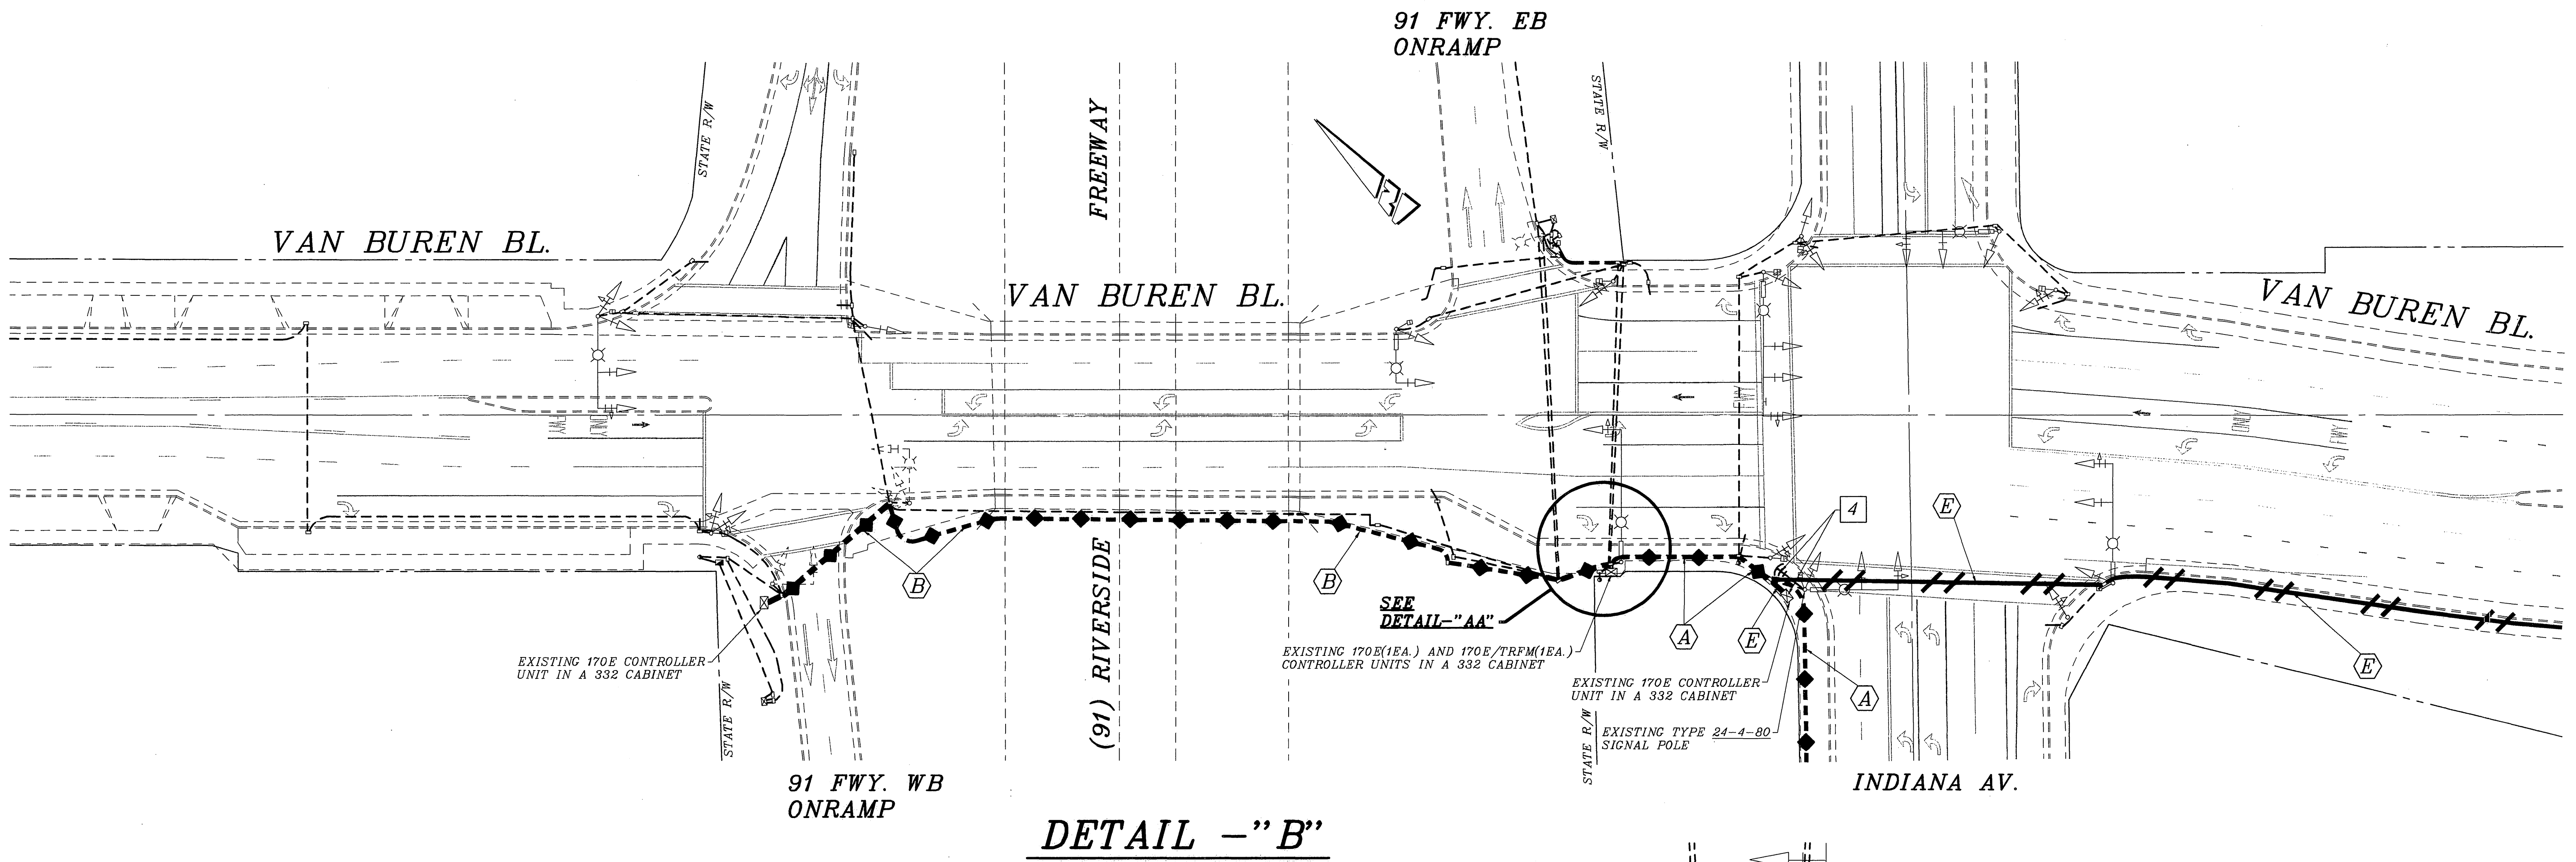 91 FWY. EB
ONRAMP
STATE R/W
STATE R/W
FREEWAY
VAN BUREN BL.
VAN BUREN BL.
VAN BUREN BL.
4
E
B
B
SEE
DETAIL-"AA"
A
E
E
A
(91) RIVERSIDE
EXISTING 170E CONTROLLER
UNIT IN A 332 CABINET
EXISTING 170E(1EA.) AND 170E/TRFM(1EA.)
CONTROLLER UNITS IN A 332 CABINET
EXISTING 170E CONTROLLER
UNIT IN A 332 CABINET
EXISTING TYPE 24-4-80
SIGNAL POLE
STATE R/W
STATE R/W
91 FWY. WB
ONRAMP
INDIANA AV.
DETAIL -"B"